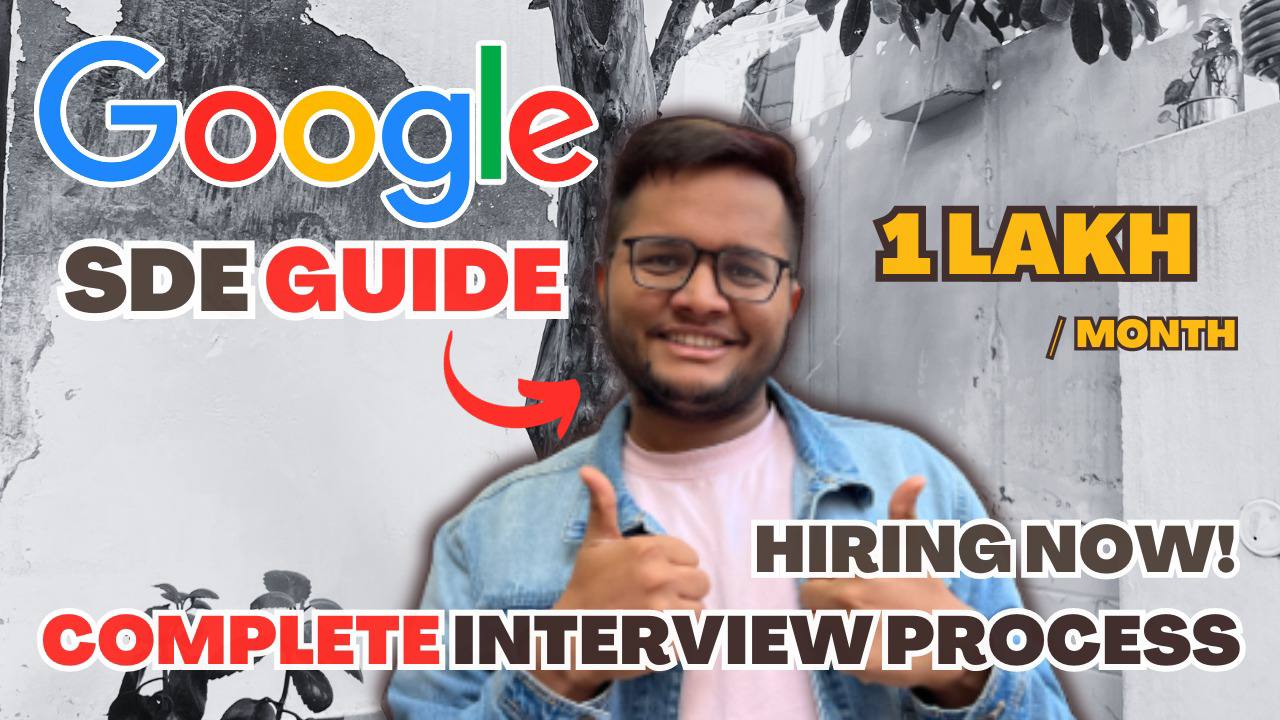 Google
SDE GUIDE
1 LAKH
/ MONTH
HIRING NOW!
COMPLETE INTERVIEW PROCESS